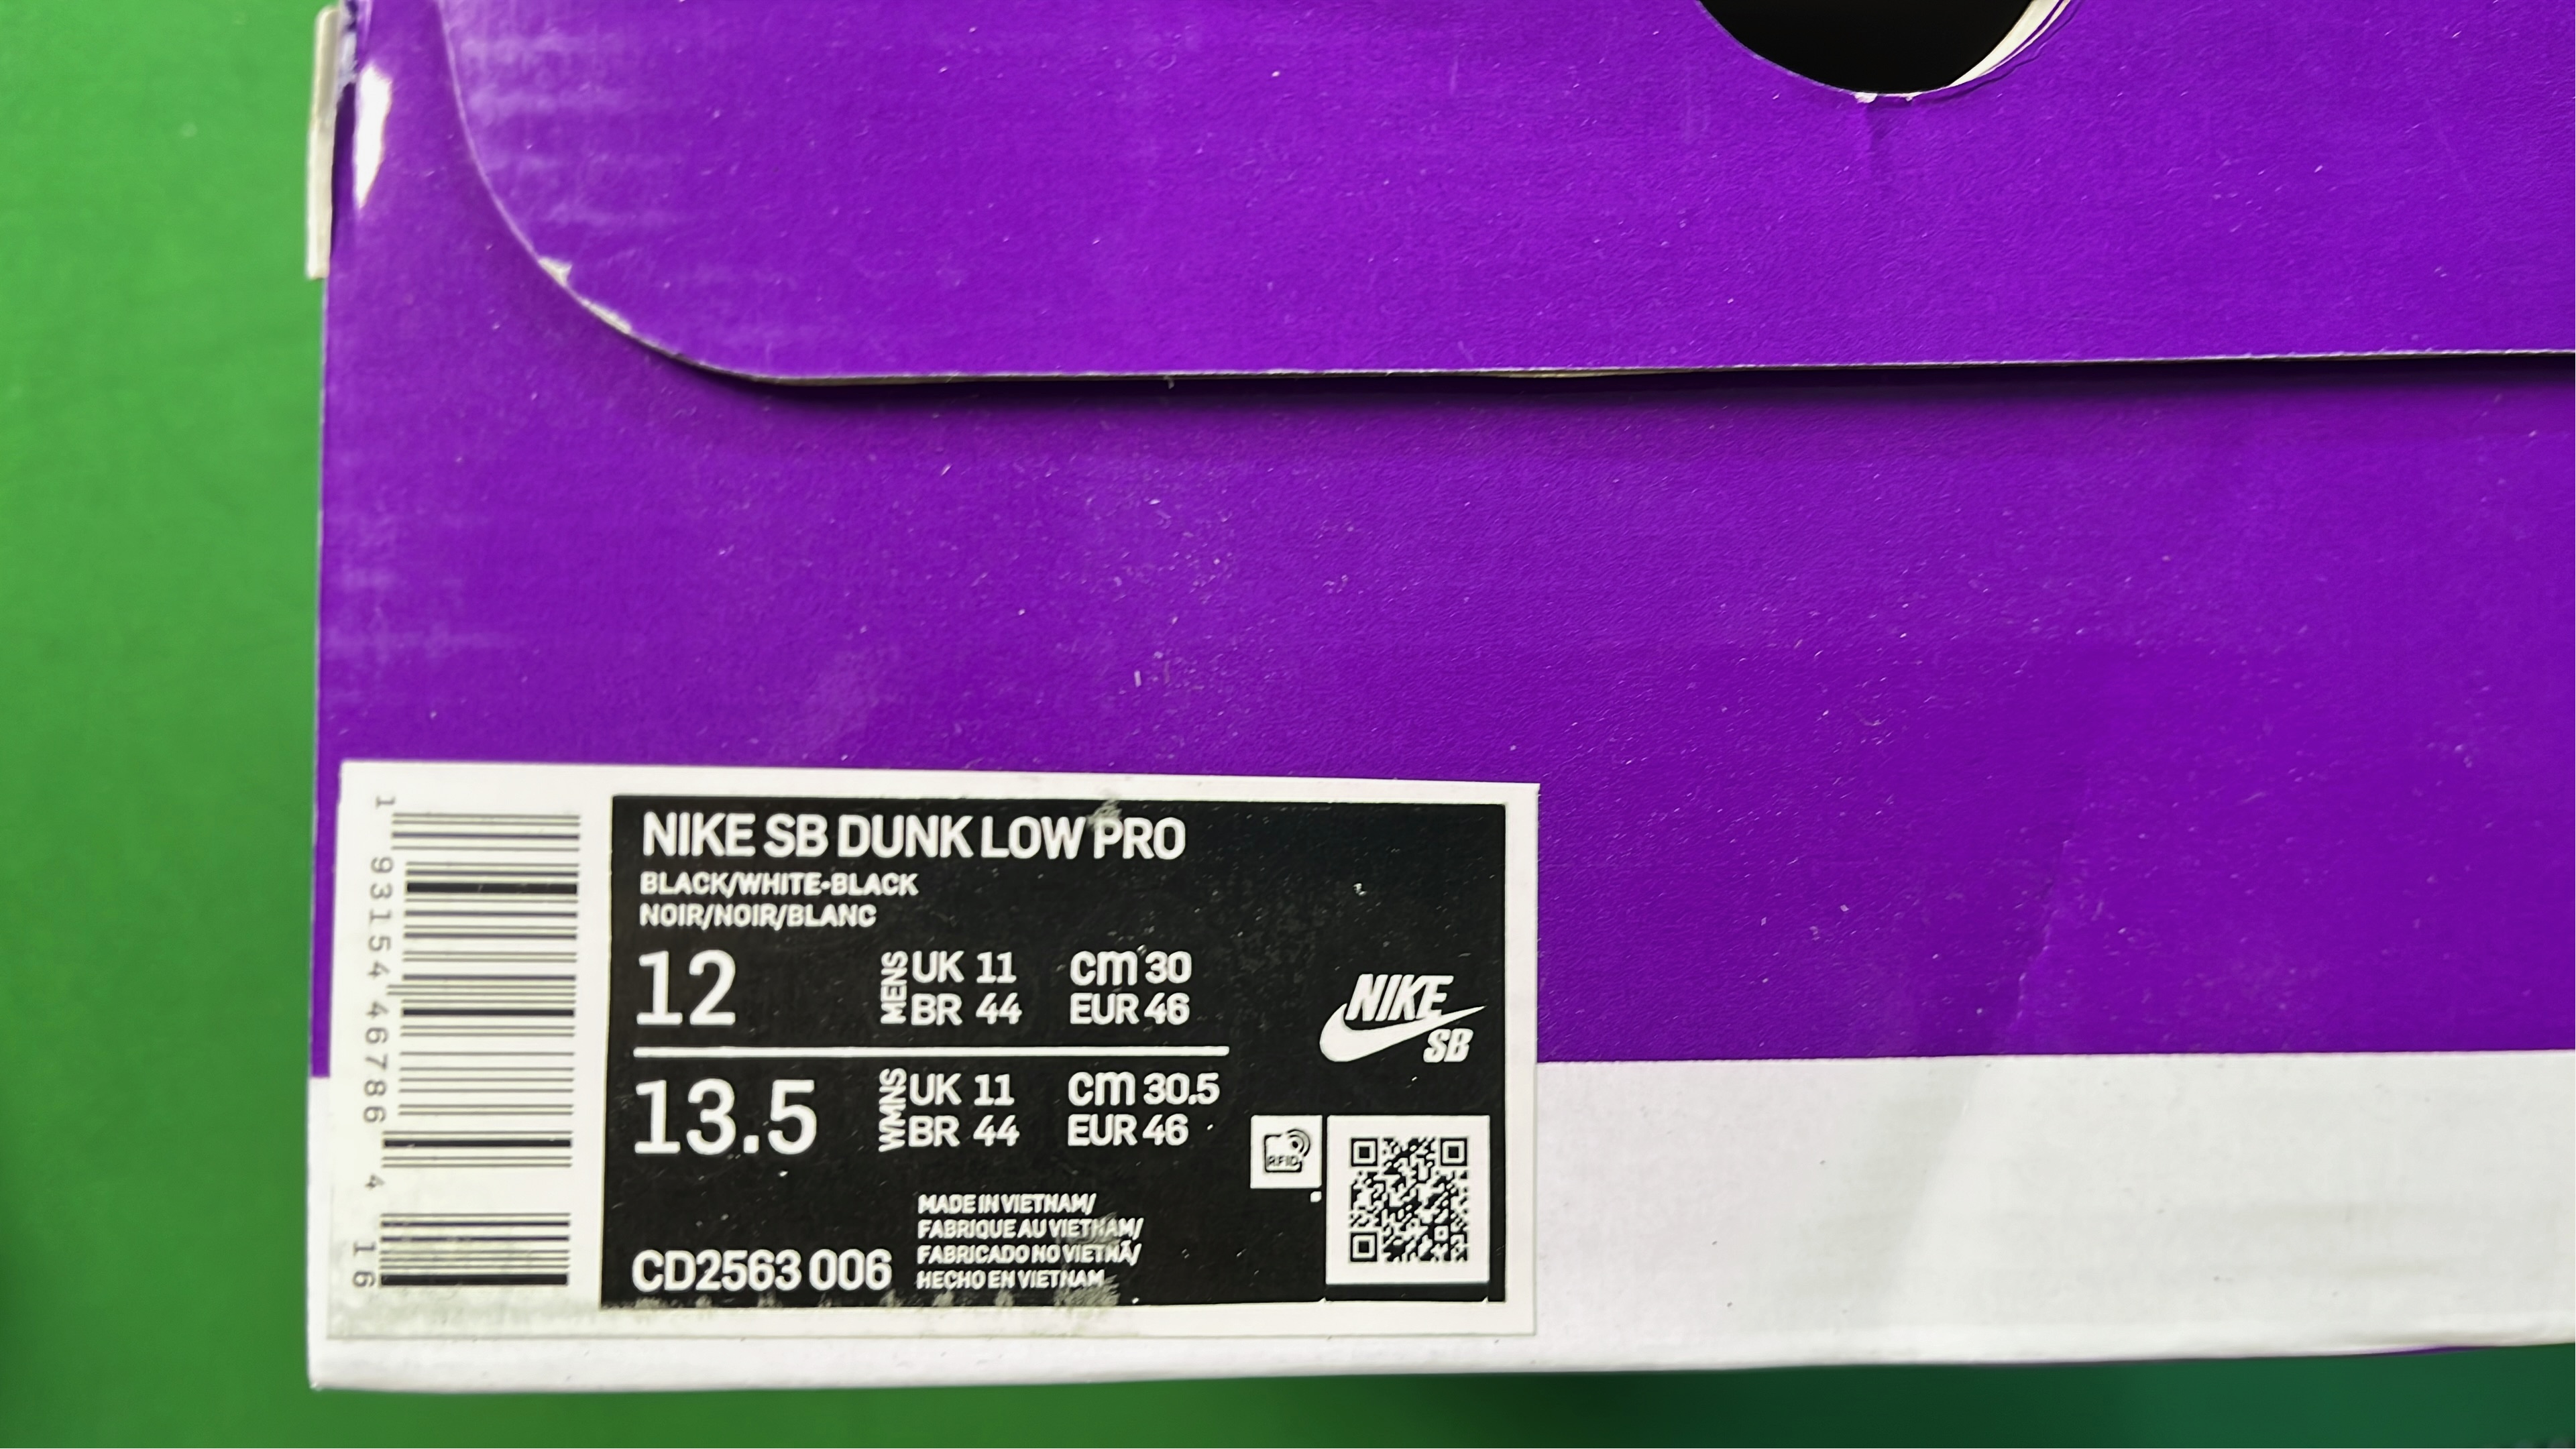 NIKE SB DUNK LOW PRO
BLACK/WHITE-BLACK
NOIR/NOIR/BLANC
12 MENS UK 11 cm 30
BR 44 EUR 46
13.5 WMNS UK 11 cm 30.5
BR 44 EUR 46
NIKE
SB
RFID
MADE IN VIETNAM/
FABRIQUE AU VIETNAM/
FABRICADO NO VIETNÃ/
HECHO EN VIETNAM
CD2563 006
1 93154 46786 4 16